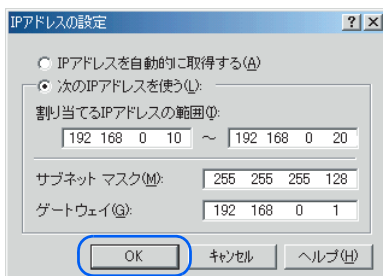 IPアドレスの設定
IPアドレスを自動的に取得する(A)
次のIPアドレスを使う(L):
割り当てるIPアドレスの範囲(I):
192 168 0 10 ～ 192 168 0 20
サブネット マスク(M): 255 255 255 128
ゲートウェイ(G): 192 168 0 1
OK キャンセル ヘルプ(H)